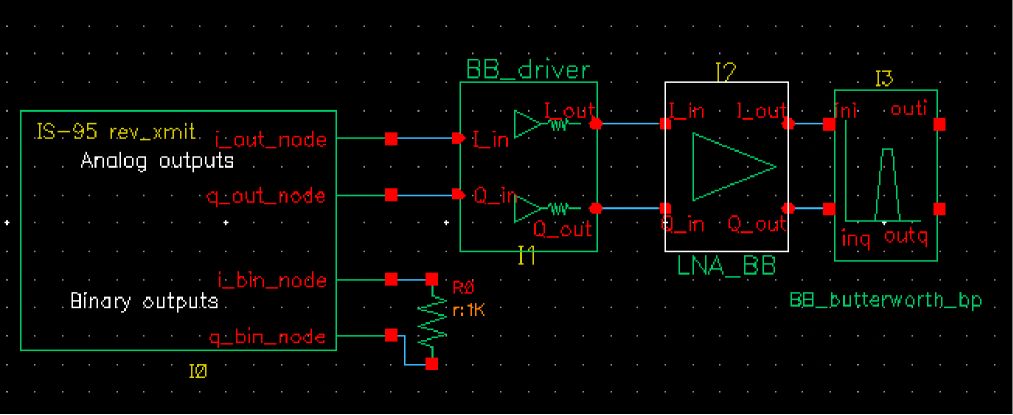 BB_driver
I2
I3
IS-95 rev_xmit
Analog outputs
i_out_node
q_out_node
Binary outputs
i_bin_node
q_bin_node
I0
R0
r:1K
I_in
I_out
Q_in
Q_out
I1
I_in
I_out
Q_in
Q_out
LNA_BB
ini
outi
inq
outq
BB_butterworth_bp